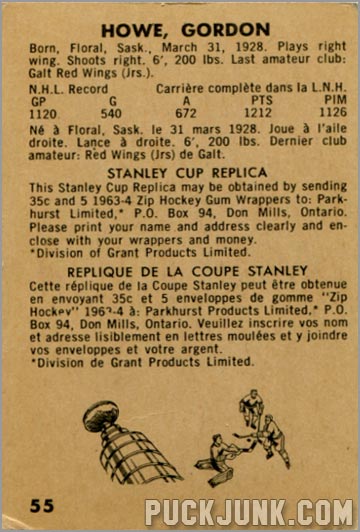 HOWE, GORDON
Born, Floral, Sask., March 31, 1928. Plays right
wing. Shoots right. 6', 200 lbs. Last amateur club:
Galt Red Wings (Jrs.).
N.H.L. Record Carrière complète dans la L.N.H.
GP G A PTS PIM
1120 540 672 1212 1126
Né à Floral, Sask. le 31 mars 1928. Joue à l'aile
droite. Lance à droite. 6', 200 lbs. Dernier club
amateur: Red Wings (Jrs) de Galt.
STANLEY CUP REPLICA
This Stanley Cup Replica may be obtained by sending
35c and 5 1963-4 Zip Hockey Gum Wrappers to: Park-
hurst Limited,* P.O. Box 94, Don Mills, Ontario.
Please print your name and address clearly and en-
close with your wrappers and money.
*Division of Grant Products Limited.
REPLIQUE DE LA COUPE STANLEY
Cette réplique de la Coupe Stanley peut être obtenue
en envoyant 35c et 5 enveloppes de gomme "Zip
Hockey" 1963-4 à: Parkhurst Products Limited,* P.O.
Box 94, Don Mills, Ontario. Veuillez inscrire vos nom
et adresse lisiblement en lettres moulées et y joindre
vos enveloppes et votre argent.
*Division de Grant Products Limited.
55
PUCKJUNK.COM